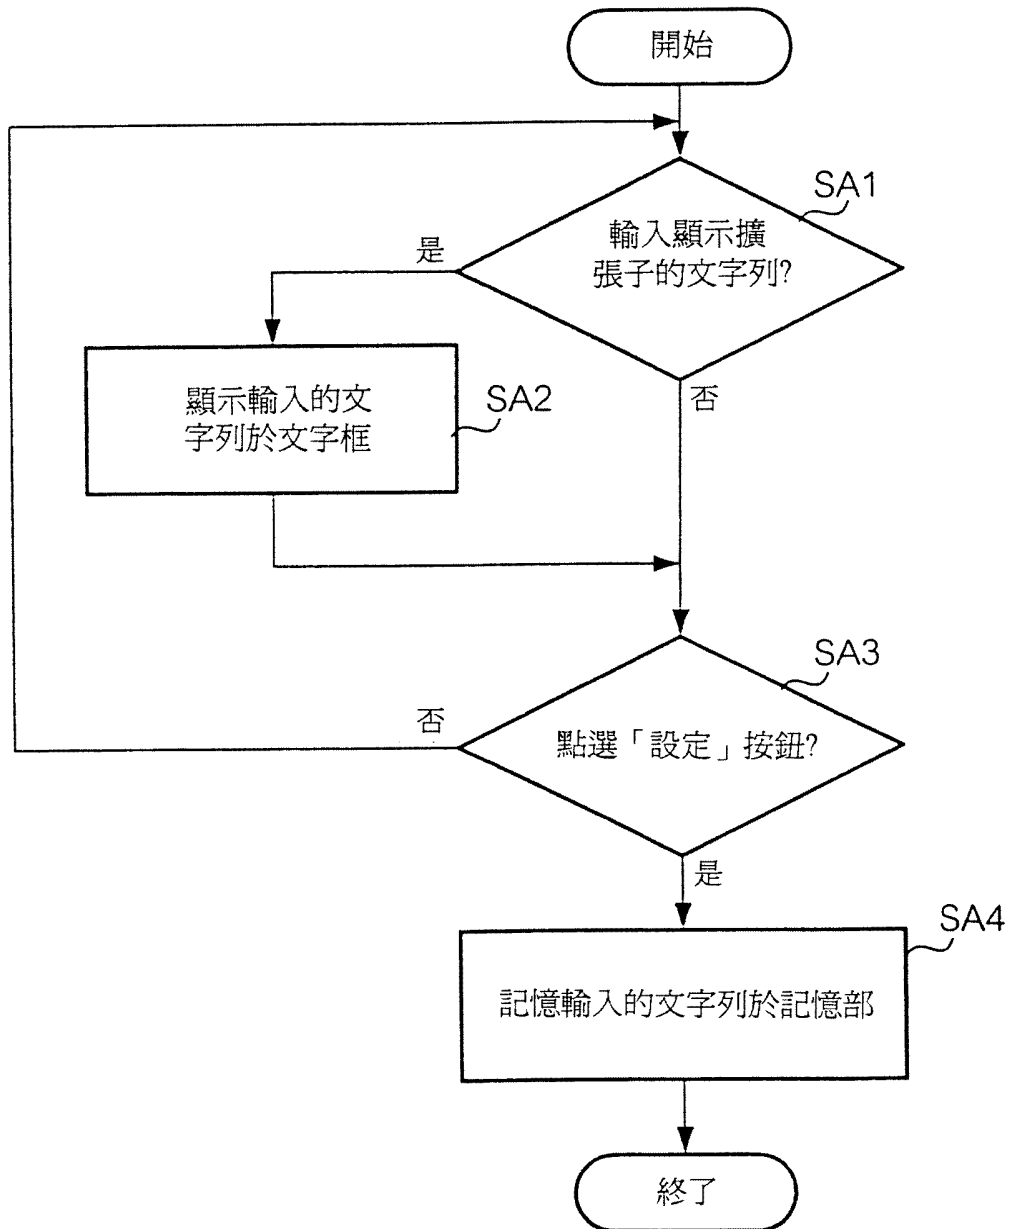 開始
SA1
輸入顯示擴
張子的文字列?
是
否
SA2
顯示輸入的文
字列於文字框
SA3
點選「設定」按鈕?
否
是
SA4
記憶輸入的文字列於記憶部
終了